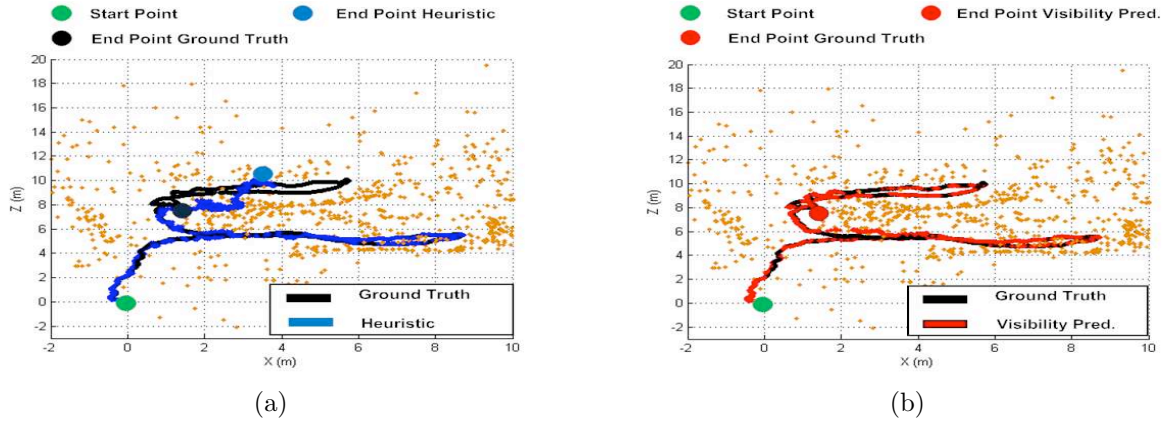 Start Point
End Point Heuristic
End Point Ground Truth
20
18
16
14
12
10
8
6
4
2
0
-2
Z (m)
-2 0 2 4 6 8 10
X (m)
Ground Truth
Heuristic
(a)
Start Point
End Point Visibility Pred.
End Point Ground Truth
20
18
16
14
12
10
8
6
4
2
0
-2
Z (m)
-2 0 2 4 6 8 10
X (m)
Ground Truth
Visibility Pred.
(b)